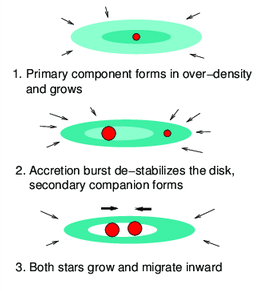 1. Primary component forms in over-density
and grows
2. Accretion burst de-stabilizes the disk,
secondary companion forms
3. Both stars grow and migrate inward